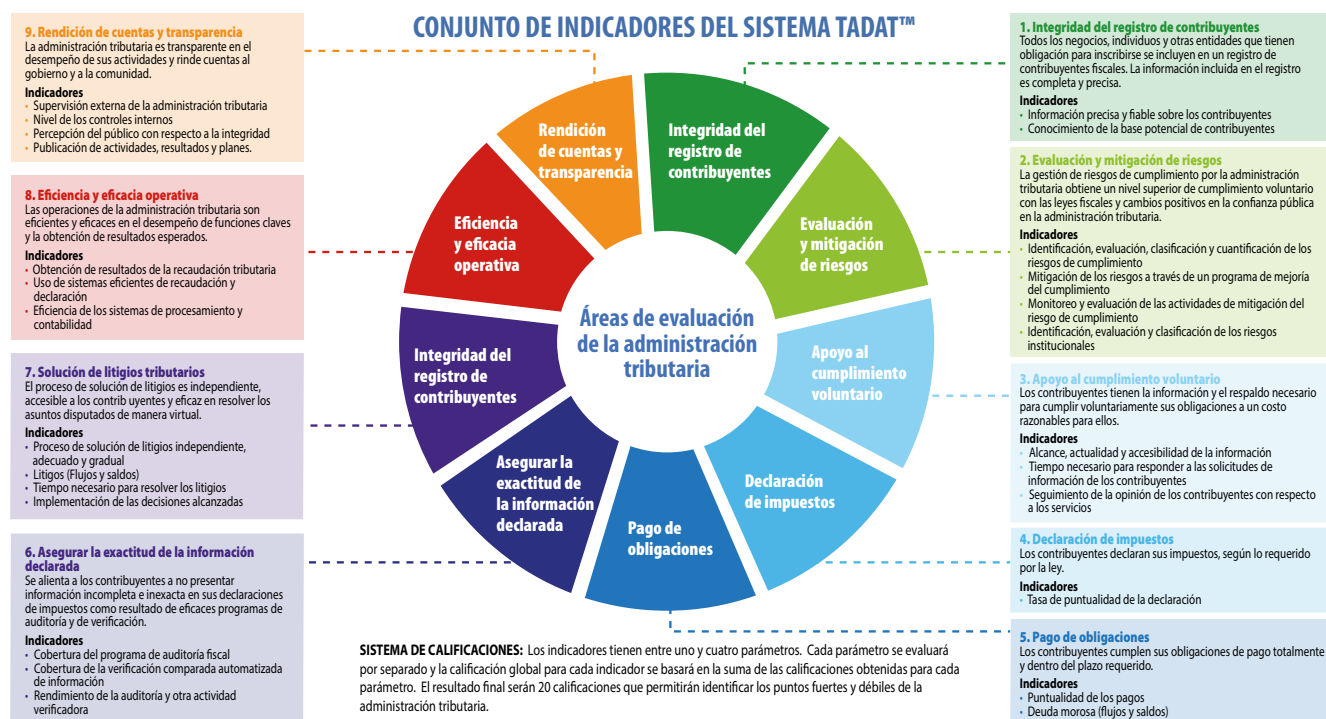 CONJUNTO DE INDICADORES DEL SISTEMA TADAT™
9. Rendición de cuentas y transparencia
La administración tributaria es transparente en el
desempeño de sus actividades y rinde cuentas al
gobierno y a la comunidad.
Indicadores
• Supervisión externa de la administración tributaria
• Nivel de los controles internos
• Percepción del público con respecto a la integridad
• Publicación de actividades, resultados y planes.
8. Eficiencia y eficacia operativa
Las operaciones de la administración tributaria son
eficientes y eficaces en el desempeño de funciones claves
y la obtención de resultados esperados.
Indicadores
• Obtención de resultados de la recaudación tributaria
• Uso de sistemas eficientes de recaudación y
declaración
• Eficiencia de los sistemas de procesamiento y
contabilidad
7. Solución de litigios tributarios
El proceso de solución de litigios es independiente,
accesible a los contrib uyentes y eficaz en resolver los
asuntos disputados de manera virtual.
Indicadores
• Proceso de solución de litigios independiente,
adecuado y gradual
• Litigos (Flujos y saldos)
• Tiempo necesario para resolver los litigios
• Implementación de las decisiones alcanzadas
6. Asegurar la exactitud de la información
declarada
Se alienta a los contribuyentes a no presentar
información incompleta e inexacta en sus declaraciones
de impuestos como resultado de eficaces programas de
auditoría y de verificación.
Indicadores
• Cobertura del programa de auditoría fiscal
• Cobertura de la verificación comparada automatizada
de información
• Rendimiento de la auditoría y otra actividad
verificadora
Rendición
de cuentas y
transparencia
Integridad del
registro de
contribuyentes
Evaluación
y mitigación
de riesgos
Apoyo al
cumplimiento
voluntario
Declaración
de impuestos
Pago de
obligaciones
Asegurar la
exactitud de
la información
declarada
Integridad del
registro de
contribuyentes
Eficiencia
y eficacia
operativa
Áreas de evaluación
de la administración
tributaria
SISTEMA DE CALIFICACIONES: Los indicadores tienen entre uno y cuatro parámetros. Cada parámetro se evaluará
por separado y la calificación global para cada indicador se basará en la suma de las calificaciones obtenidas para cada
parámetro. El resultado final serán 20 calificaciones que permitirán identificar los puntos fuertes y débiles de la
administración tributaria.
1. Integridad del registro de contribuyentes
Todos los negocios, individuos y otras entidades que tienen
obligación para inscribirse se incluyen en un registro de
contribuyentes fiscales. La información incluida en el registro
es completa y precisa.
Indicadores
• Información precisa y fiable sobre los contribuyentes
• Conocimiento de la base potencial de contribuyentes
2. Evaluación y mitigación de riesgos
La gestión de riesgos de cumplimiento por la administración
tributaria obtiene un nivel superior de cumplimiento voluntario
con las leyes fiscales y cambios positivos en la confianza pública
en la administración tributaria.
Indicadores
• Identificación, evaluación, clasificación y cuantificación de los
riesgos de cumplimiento
• Mitigación de los riesgos a través de un programa de mejoría
del cumplimiento
• Monitoreo y evaluación de las actividades de mitigación del
riesgo de cumplimiento
• Identificación, evaluación y clasificación de los riesgos
institucionales
3. Apoyo al cumplimiento voluntario
Los contribuyentes tienen la información y el respaldo necesario
para cumplir voluntariamente sus obligaciones a un costo
razonables para ellos.
Indicadores
• Alcance, actualidad y accesibilidad de la información
• Tiempo necesario para responder a las solicitudes de
información de los contribuyentes
• Seguimiento de la opinión de los contribuyentes con respecto
a los servicios
4. Declaración de impuestos
Los contribuyentes declaran sus impuestos, según lo requerido
por la ley.
Indicadores
• Tasa de puntualidad de la declaración
5. Pago de obligaciones
Los contribuyentes cumplen sus obligaciones de pago totalmente
y dentro del plazo requerido.
Indicadores
• Puntualidad de los pagos
• Deuda morosa (flujos y saldos)